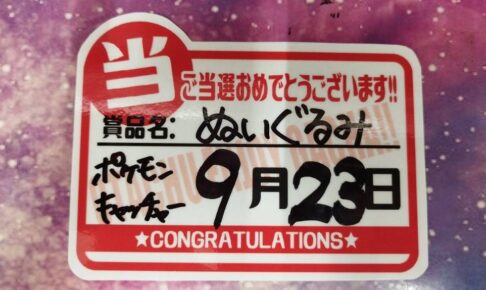 当
ご当選おめでとうございます!!
賞品名: ぬいぐるみ
ポケモン
キャッチャー
9月23日
★CONGRATULATIONS★